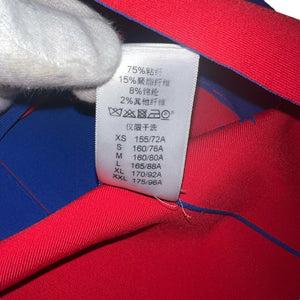 75%粘纤
15%聚酯纤维
8%锦纶
2%其他纤维
仅限干洗
XS 155/72A
S 160/76A
M 160/80A
L 165/88A
XL 170/92A
XXL 175/96A